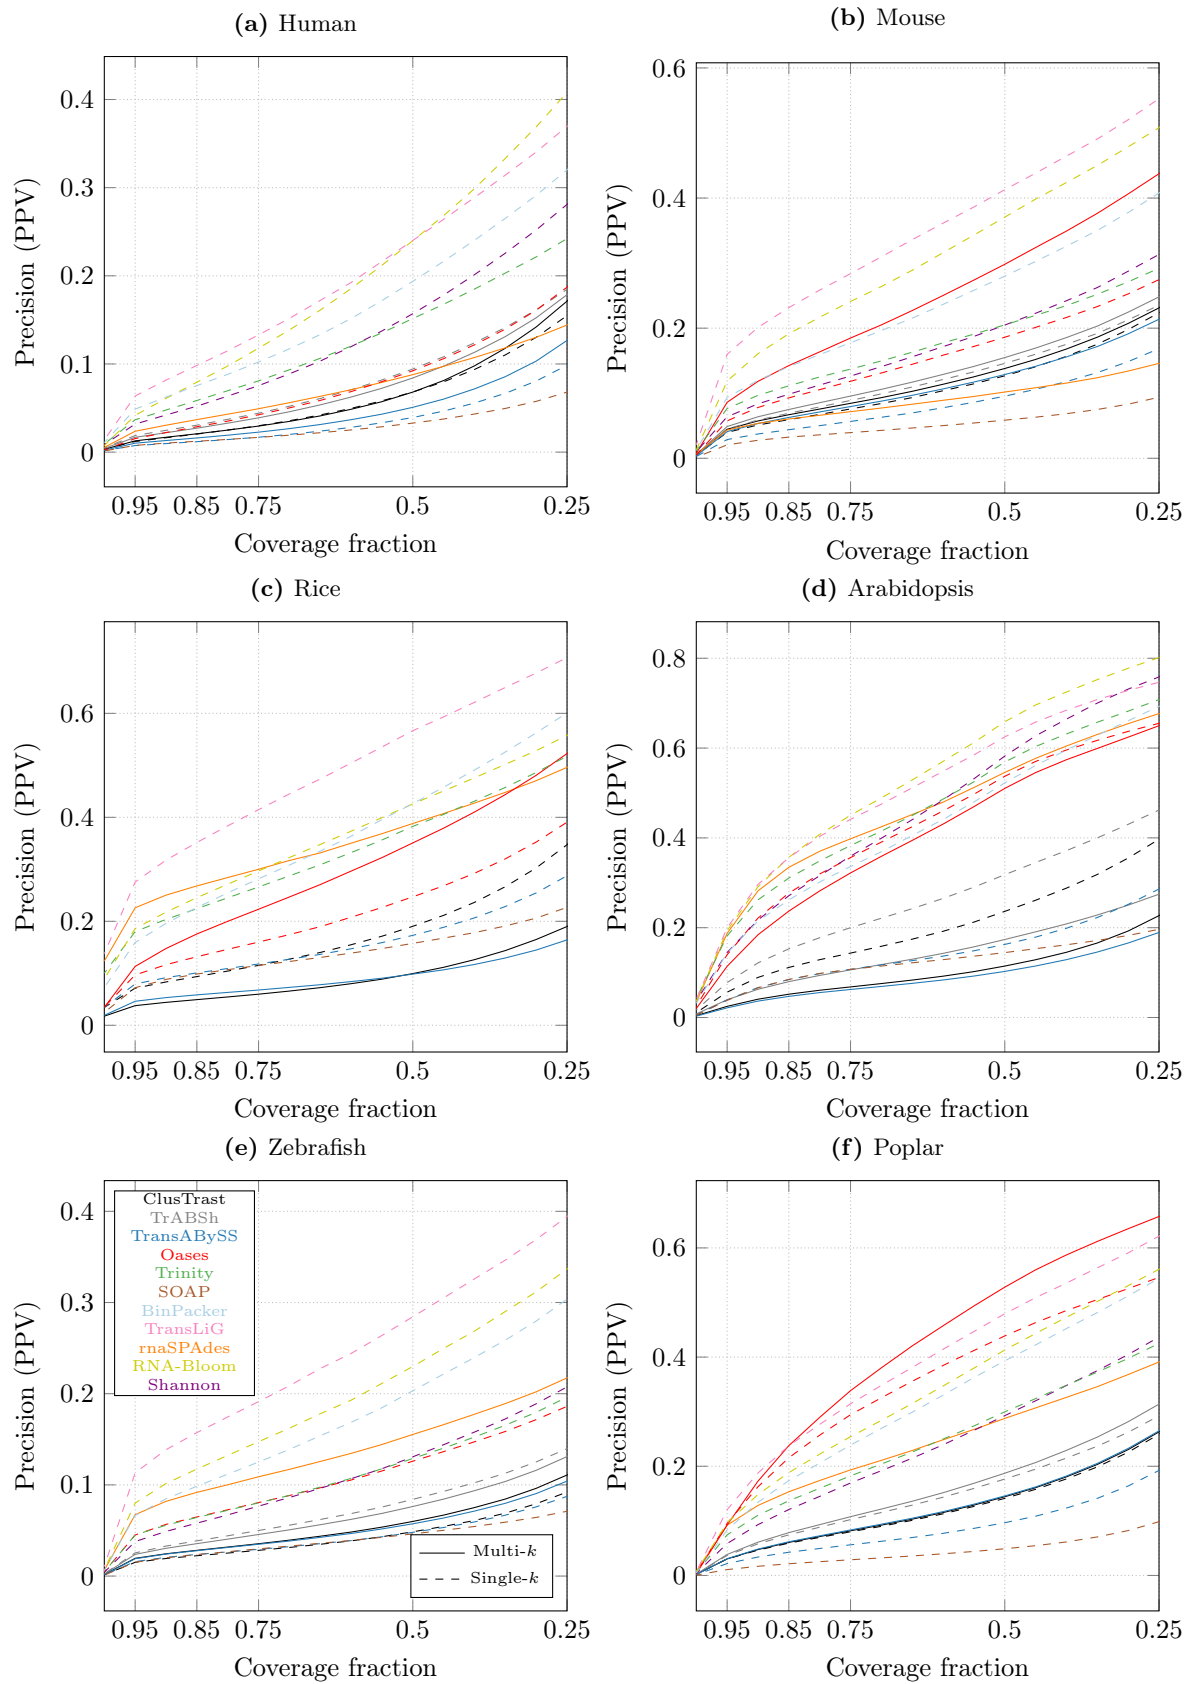 (a) Human
0.4
0.3
0.2
0.1
0
Precision (PPV)
0.95 0.85 0.75 0.5 0.25
Coverage fraction
(b) Mouse
0.6
0.4
0.2
0
Precision (PPV)
0.95 0.85 0.75 0.5 0.25
Coverage fraction
(c) Rice
0.6
0.4
0.2
0
Precision (PPV)
0.95 0.85 0.75 0.5 0.25
Coverage fraction
(d) Arabidopsis
0.8
0.6
0.4
0.2
0
Precision (PPV)
0.95 0.85 0.75 0.5 0.25
Coverage fraction
(e) Zebrafish
0.4
0.3
0.2
0.1
0
Precision (PPV)
ClusTrast
TrABSh
TransABySS
Oases
Trinity
SOAP
BinPacker
TransLiG
rnaSPAdes
RNA-Bloom
Shannon
Multi-k
Single-k
0.95 0.85 0.75 0.5 0.25
Coverage fraction
(f) Poplar
0.6
0.4
0.2
0
Precision (PPV)
0.95 0.85 0.75 0.5 0.25
Coverage fraction